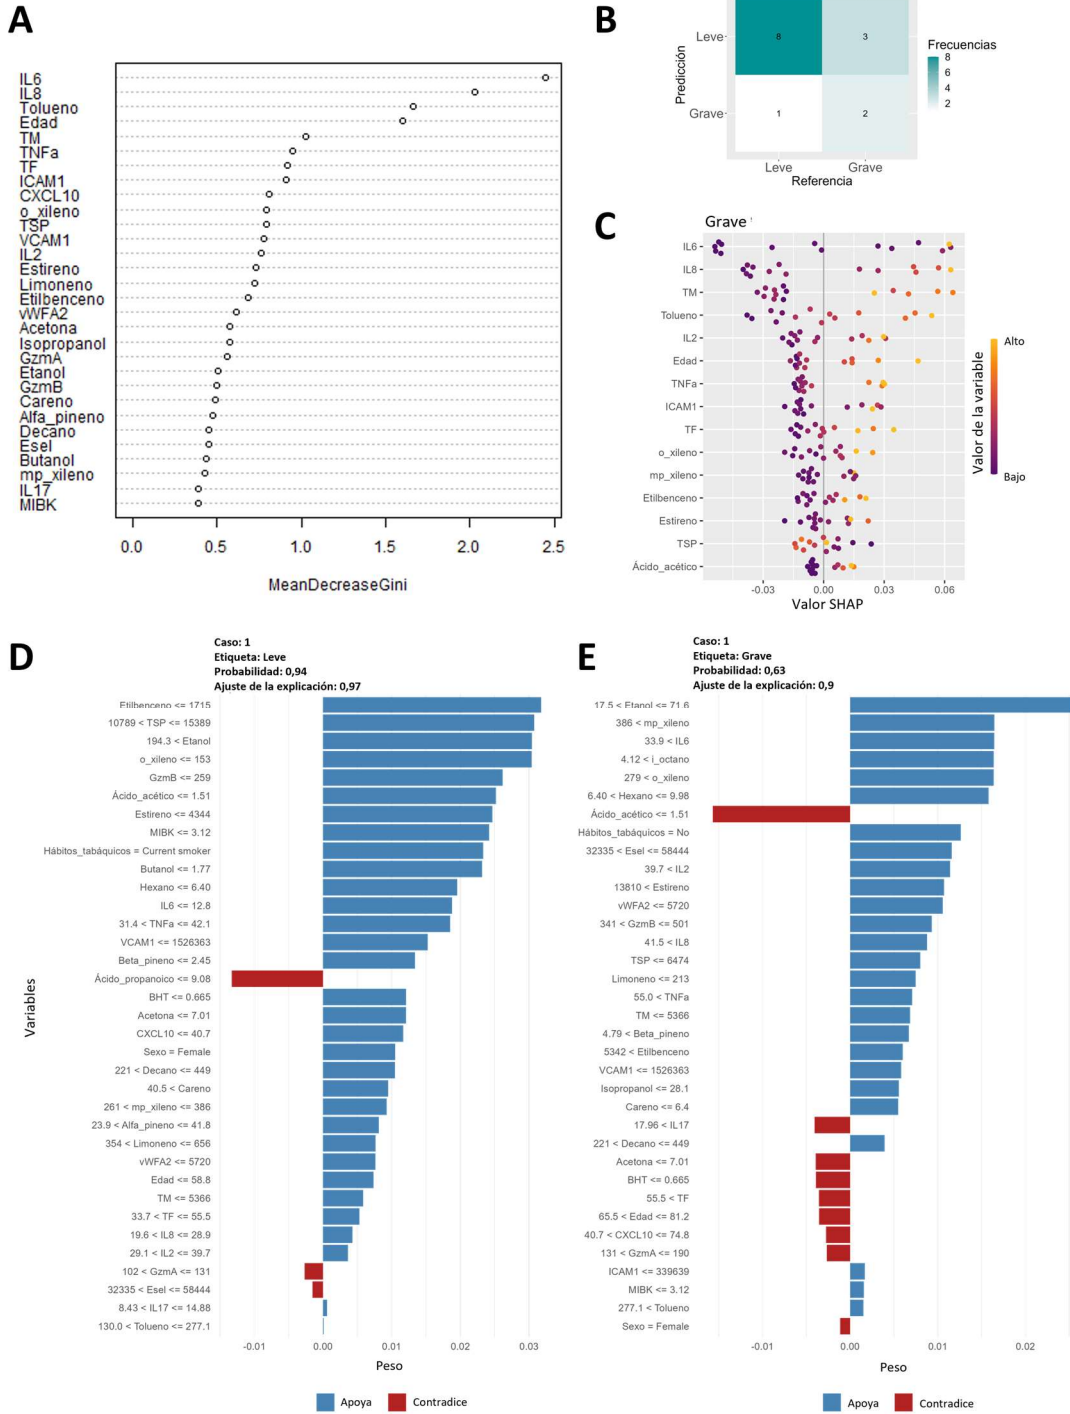 A
IL6
IL8
Tolueno
Edad
TM
TNFa
TF
ICAM1
CXCL10
o_xileno
TSP
VCAM1
IL2
Estireno
Limoneno
Etilbenceno
vWFA2
Acetona
Isopropanol
GzmA
Etanol
GzmB
Careno
Alfa_pineno
Decano
Esel
Butanol
mp_xileno
IL17
MIBK
0.0 0.5 1.0 1.5 2.0 2.5
MeanDecreaseGini
B
Predicción
Leve
Grave
8 3
1 2
Leve Grave
Referencia
Frecuencias
8
6
4
2
C
Grave
IL6
IL8
TM
Tolueno
IL2
Edad
TNFa
ICAM1
TF
o_xileno
mp_xileno
Etilbenceno
Estireno
TSP
Ácido_acético
-0.03 0.00 0.03 0.06
Valor SHAP
Valor de la variable
Alto
Bajo
D
Caso: 1
Etiqueta: Leve
Probabilidad: 0,94
Ajuste de la explicación: 0,97
Variables
Etilbenceno <= 1715
10789 < TSP <= 15389
194.3 < Etanol
o_xileno <= 153
GzmB <= 259
Ácido_acético <= 1.51
Estireno <= 4344
MIBK <= 3.12
Hábitos_tabáquicos = Current smoker
Butanol <= 1.77
Hexano <= 6.40
IL6 <= 12.8
31.4 < TNFa <= 42.1
VCAM1 <= 1526363
Beta_pineno <= 2.45
Ácido_propanoico <= 9.08
BHT <= 0.665
Acetona <= 7.01
CXCL10 <= 40.7
Sexo = Female
221 < Decano <= 449
40.5 < Careno
261 < mp_xileno <= 386
23.9 < Alfa_pineno <= 41.8
354 < Limoneno <= 656
vWFA2 <= 5720
Edad <= 58.8
TM <= 5366
33.7 < TF <= 55.5
19.6 < IL8 <= 28.9
29.1 < IL2 <= 39.7
102 < GzmA <= 131
32335 < Esel <= 58444
8.43 < IL17 <= 14.88
130.0 < Tolueno <= 277.1
-0.01 0.00 0.01 0.02 0.03
Peso
Apoya Contradice
E
Caso: 1
Etiqueta: Grave
Probabilidad: 0,63
Ajuste de la explicación: 0,9
17.5 < Etanol <= 71.6
386 < mp_xileno
33.9 < IL6
4.12 < i_octano
279 < o_xileno
6.40 < Hexano <= 9.98
Ácido_acético <= 1.51
Hábitos_tabáquicos = No
32335 < Esel <= 58444
39.7 < IL2
13810 < Estireno
vWFA2 <= 5720
341 < GzmB <= 501
41.5 < IL8
TSP <= 6474
Limoneno <= 213
55.0 < TNFa
TM <= 5366
4.79 < Beta_pineno
5342 < Etilbenceno
VCAM1 <= 1526363
Isopropanol <= 28.1
Careno <= 6.4
17.96 < IL17
221 < Decano <= 449
Acetona <= 7.01
BHT <= 0.665
55.5 < TF
65.5 < Edad <= 81.2
40.7 < CXCL10 <= 74.8
131 < GzmA <= 190
ICAM1 <= 339639
MIBK <= 3.12
277.1 < Tolueno
Sexo = Female
-0.01 0.00 0.01 0.02
Peso
Apoya Contradice